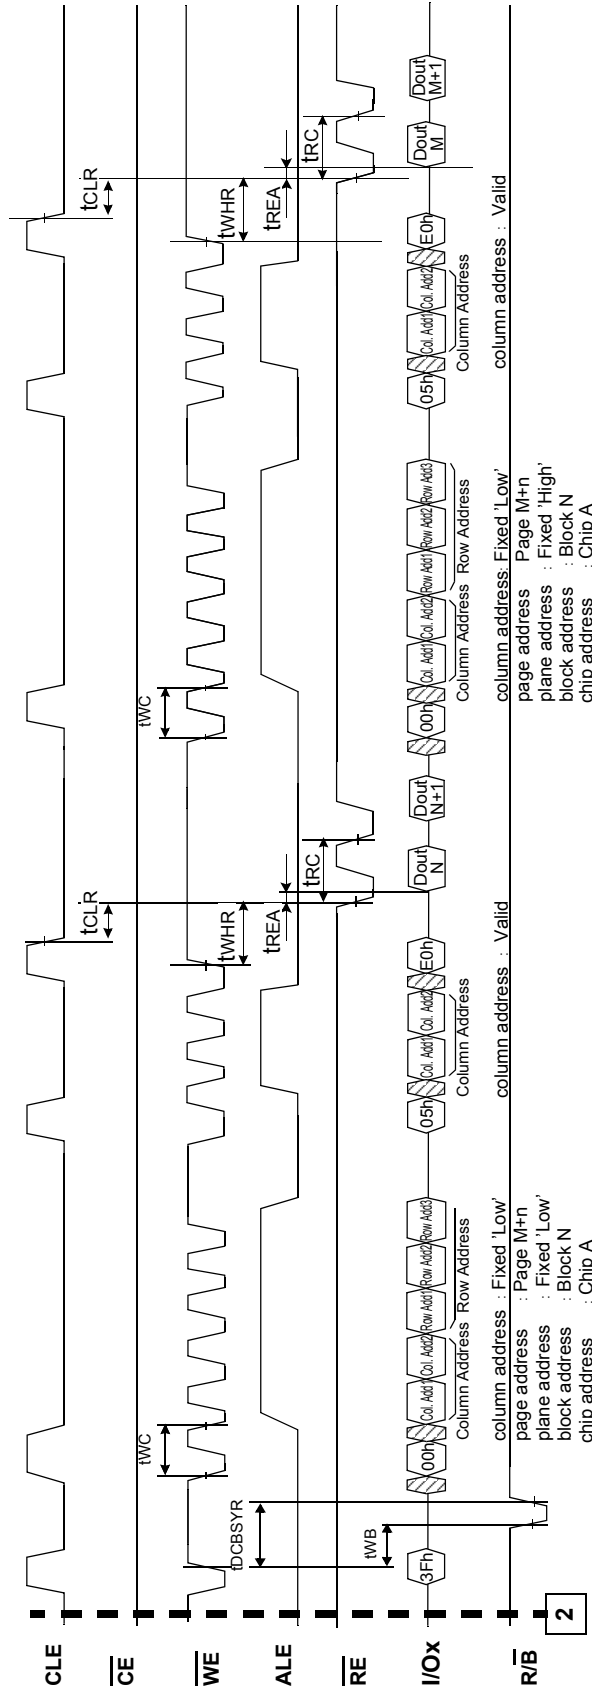 CLE
CE
WE
ALE
RE
I/Ox
R/B
2
tDCBSYR
tWB
tWC
tCLR
tWHR
tREA
tRC
tWC
tCLR
tWHR
tREA
tRC
3Fh
00h
Col. Add1
Col. Add2
Row Add1
Row Add2
Row Add3
05h
Col. Add1
Col. Add2
E0h
Dout
N
Dout
N+1
00h
Col. Add1
Col. Add2
Row Add1
Row Add2
Row Add3
05h
Col. Add1
Col. Add2
E0h
Dout
M
Dout
M+1
Column Address
Row Address
Column Address
Column Address
Row Address
Column Address
column address : Fixed 'Low'
page address : Page M+n
plane address : Fixed 'Low'
block address : Block N
chip address : Chip A
column address : Valid
column address: Fixed 'Low'
page address Page M+n
plane address : Fixed 'High'
block address : Block N
chip address : Chip A
column address : Valid